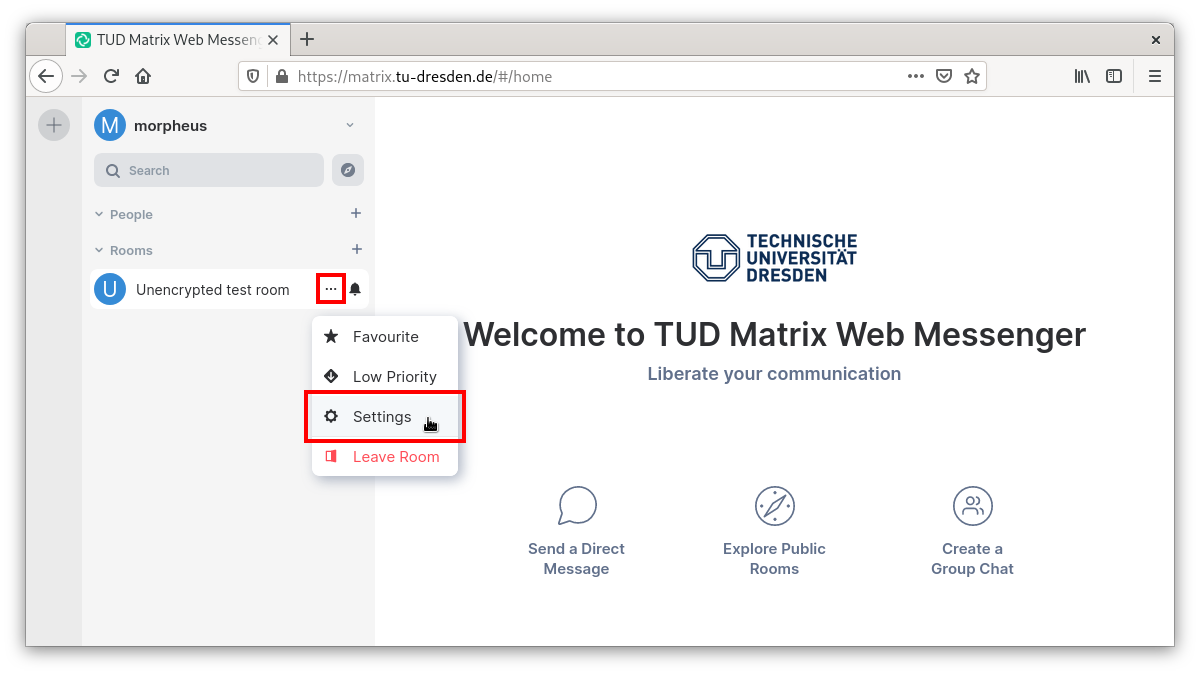 TUD Matrix Web Messeng
https://matrix.tu-dresden.de/#/home
M morpheus
Search
People
Rooms
U Unencrypted test room
Favourite
Low Priority
Settings
Leave Room
TECHNISCHE
UNIVERSITÄT
DRESDEN
Welcome to TUD Matrix Web Messenger
Liberate your communication
Send a Direct
Message
Explore Public
Rooms
Create a
Group Chat